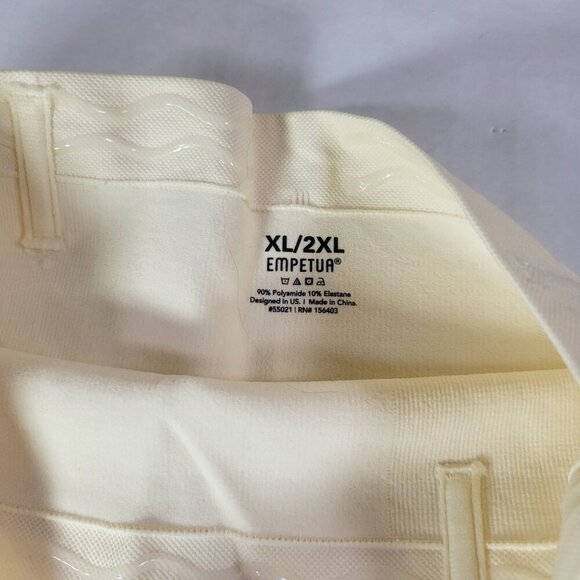 XL/2XL
EMPETUA®
90% Polyamide 10% Elastane
Designed in US. | Made in China.
#55021 | RN# 156403